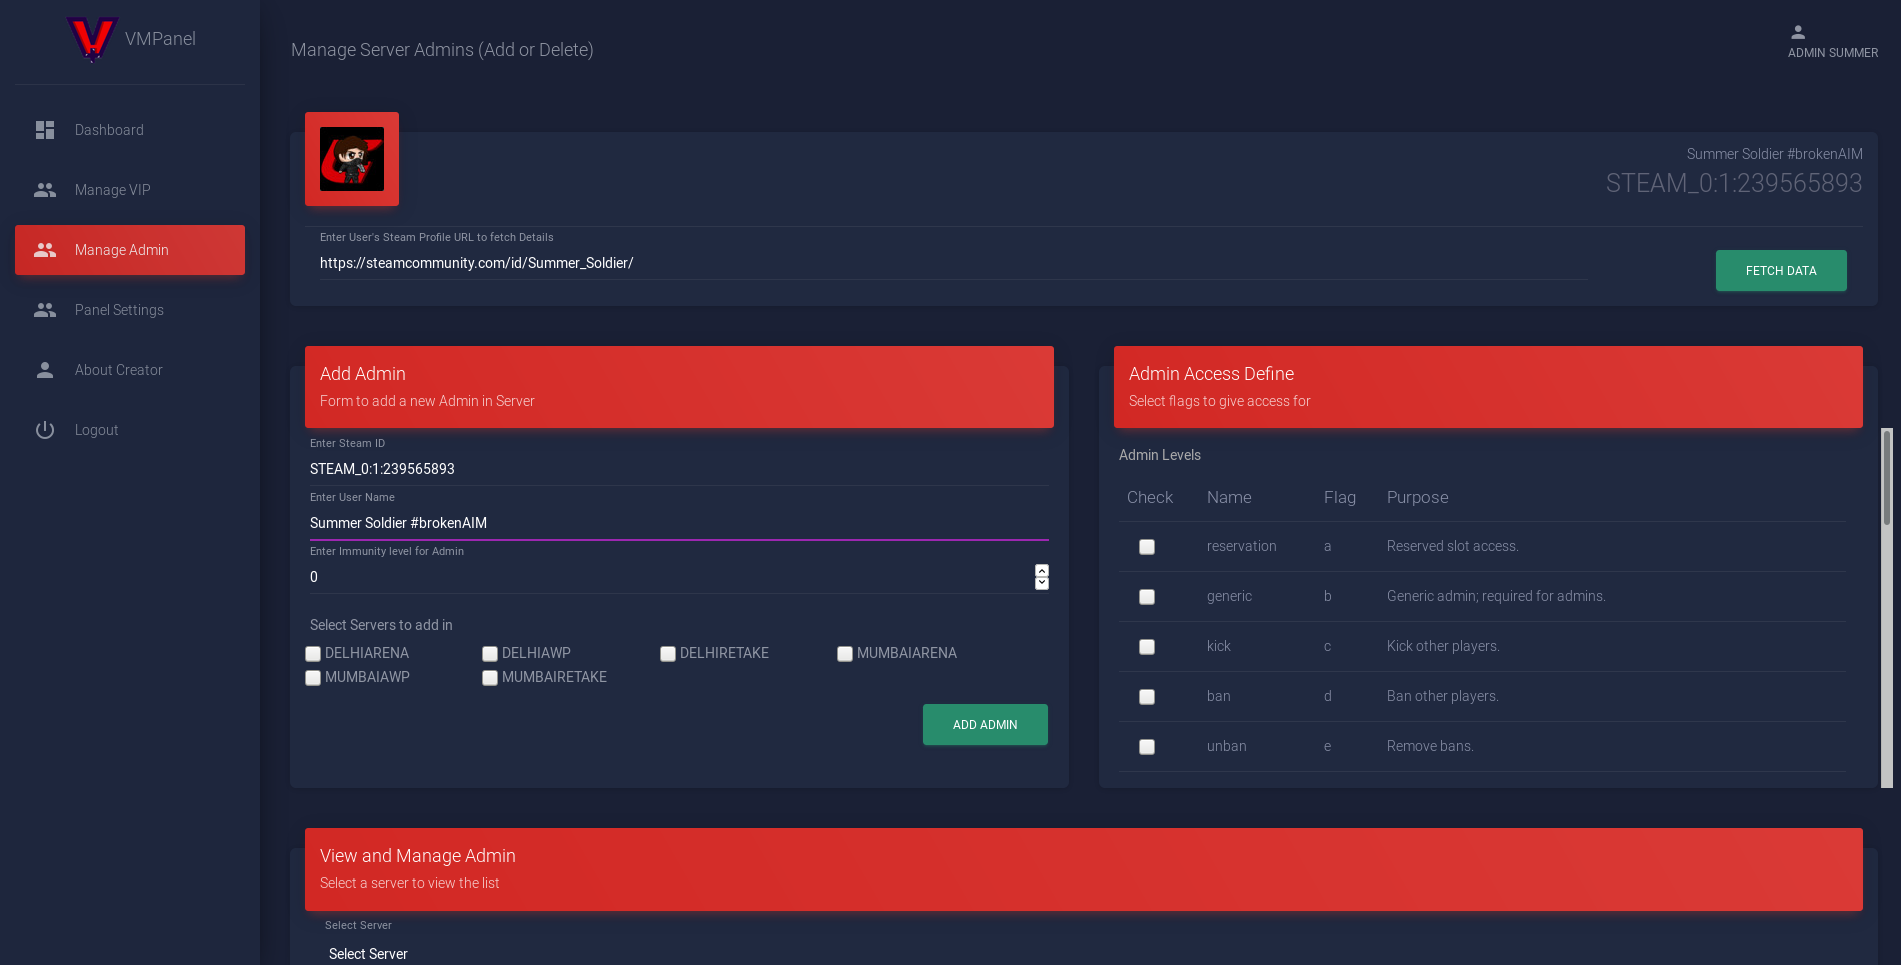 VMPanel
Dashboard
Manage VIP
Manage Admin
Panel Settings
About Creator
Logout
Manage Server Admins (Add or Delete)
ADMIN SUMMER
Summer Soldier #brokenAIM
STEAM_0:1:239565893
Enter User's Steam Profile URL to fetch Details
https://steamcommunity.com/id/Summer_Soldier/
FETCH DATA
Add Admin
Form to add a new Admin in Server
Enter Steam ID
STEAM_0:1:239565893
Enter User Name
Summer Soldier #brokenAIM
Enter Immunity level for Admin
0
Select Servers to add in
DELHIARENA DELHIAWP DELHIRETAKE MUMBAIARENA
MUMBAIAWP MUMBAIRETAKE
ADD ADMIN
Admin Access Define
Select flags to give access for
Admin Levels
Check Name Flag Purpose
reservation a Reserved slot access.
generic b Generic admin; required for admins.
kick c Kick other players.
ban d Ban other players.
unban e Remove bans.
View and Manage Admin
Select a server to view the list
Select Server
Select Server